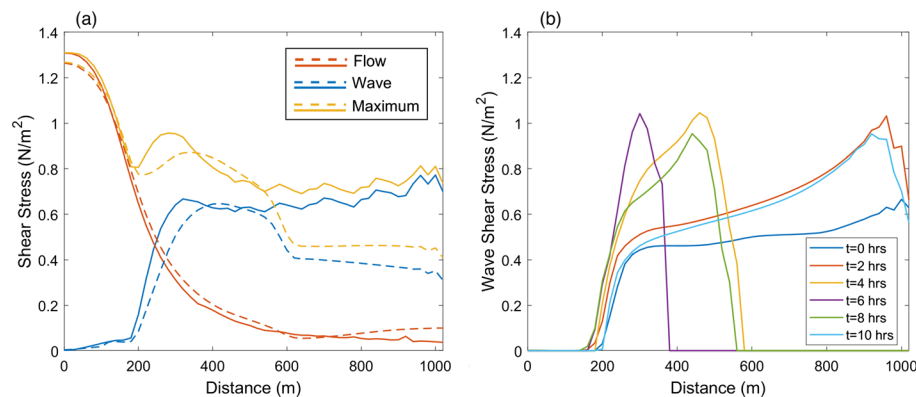 (a)
1.4
1.2
1
0.8
0.6
0.4
0.2
0
Shear Stress (N/m²)
Flow
Wave
Maximum
0 200 400 600 800 1000
Distance (m)
(b)
1.4
1.2
1
0.8
0.6
0.4
0.2
0
Wave Shear Stress (N/m²)
t=0 hrs
t=2 hrs
t=4 hrs
t=6 hrs
t=8 hrs
t=10 hrs
0 200 400 600 800 1000
Distance (m)